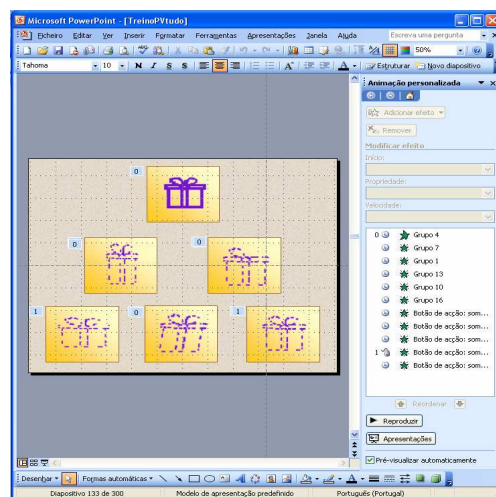 Microsoft PowerPoint - [TreinoPVtudo]
Ficheiro Editar Ver Inserir Formatar Ferramentas Apresentações Janela Ajuda
Escreva uma pergunta
50%
Tahoma 10 N I S S Estruturar Novo diapositivo
Animação personalizada
Adicionar efeito
Remover
Modificar efeito
Início:
Propriedade:
Velocidade:
0
0 0
1 0 1
0 Grupo 4
Grupo 7
Grupo 1
Grupo 13
Grupo 10
Grupo 16
Botão de acção: som...
Botão de acção: som...
1 Botão de acção: som...
Botão de acção: som...
Reordenar
Reproduzir
Apresentações
Pré-visualizar automaticamente
Desenhar Formas automáticas
Diapositivo 133 de 300 Modelo de apresentação predefinido Português (Portugal)